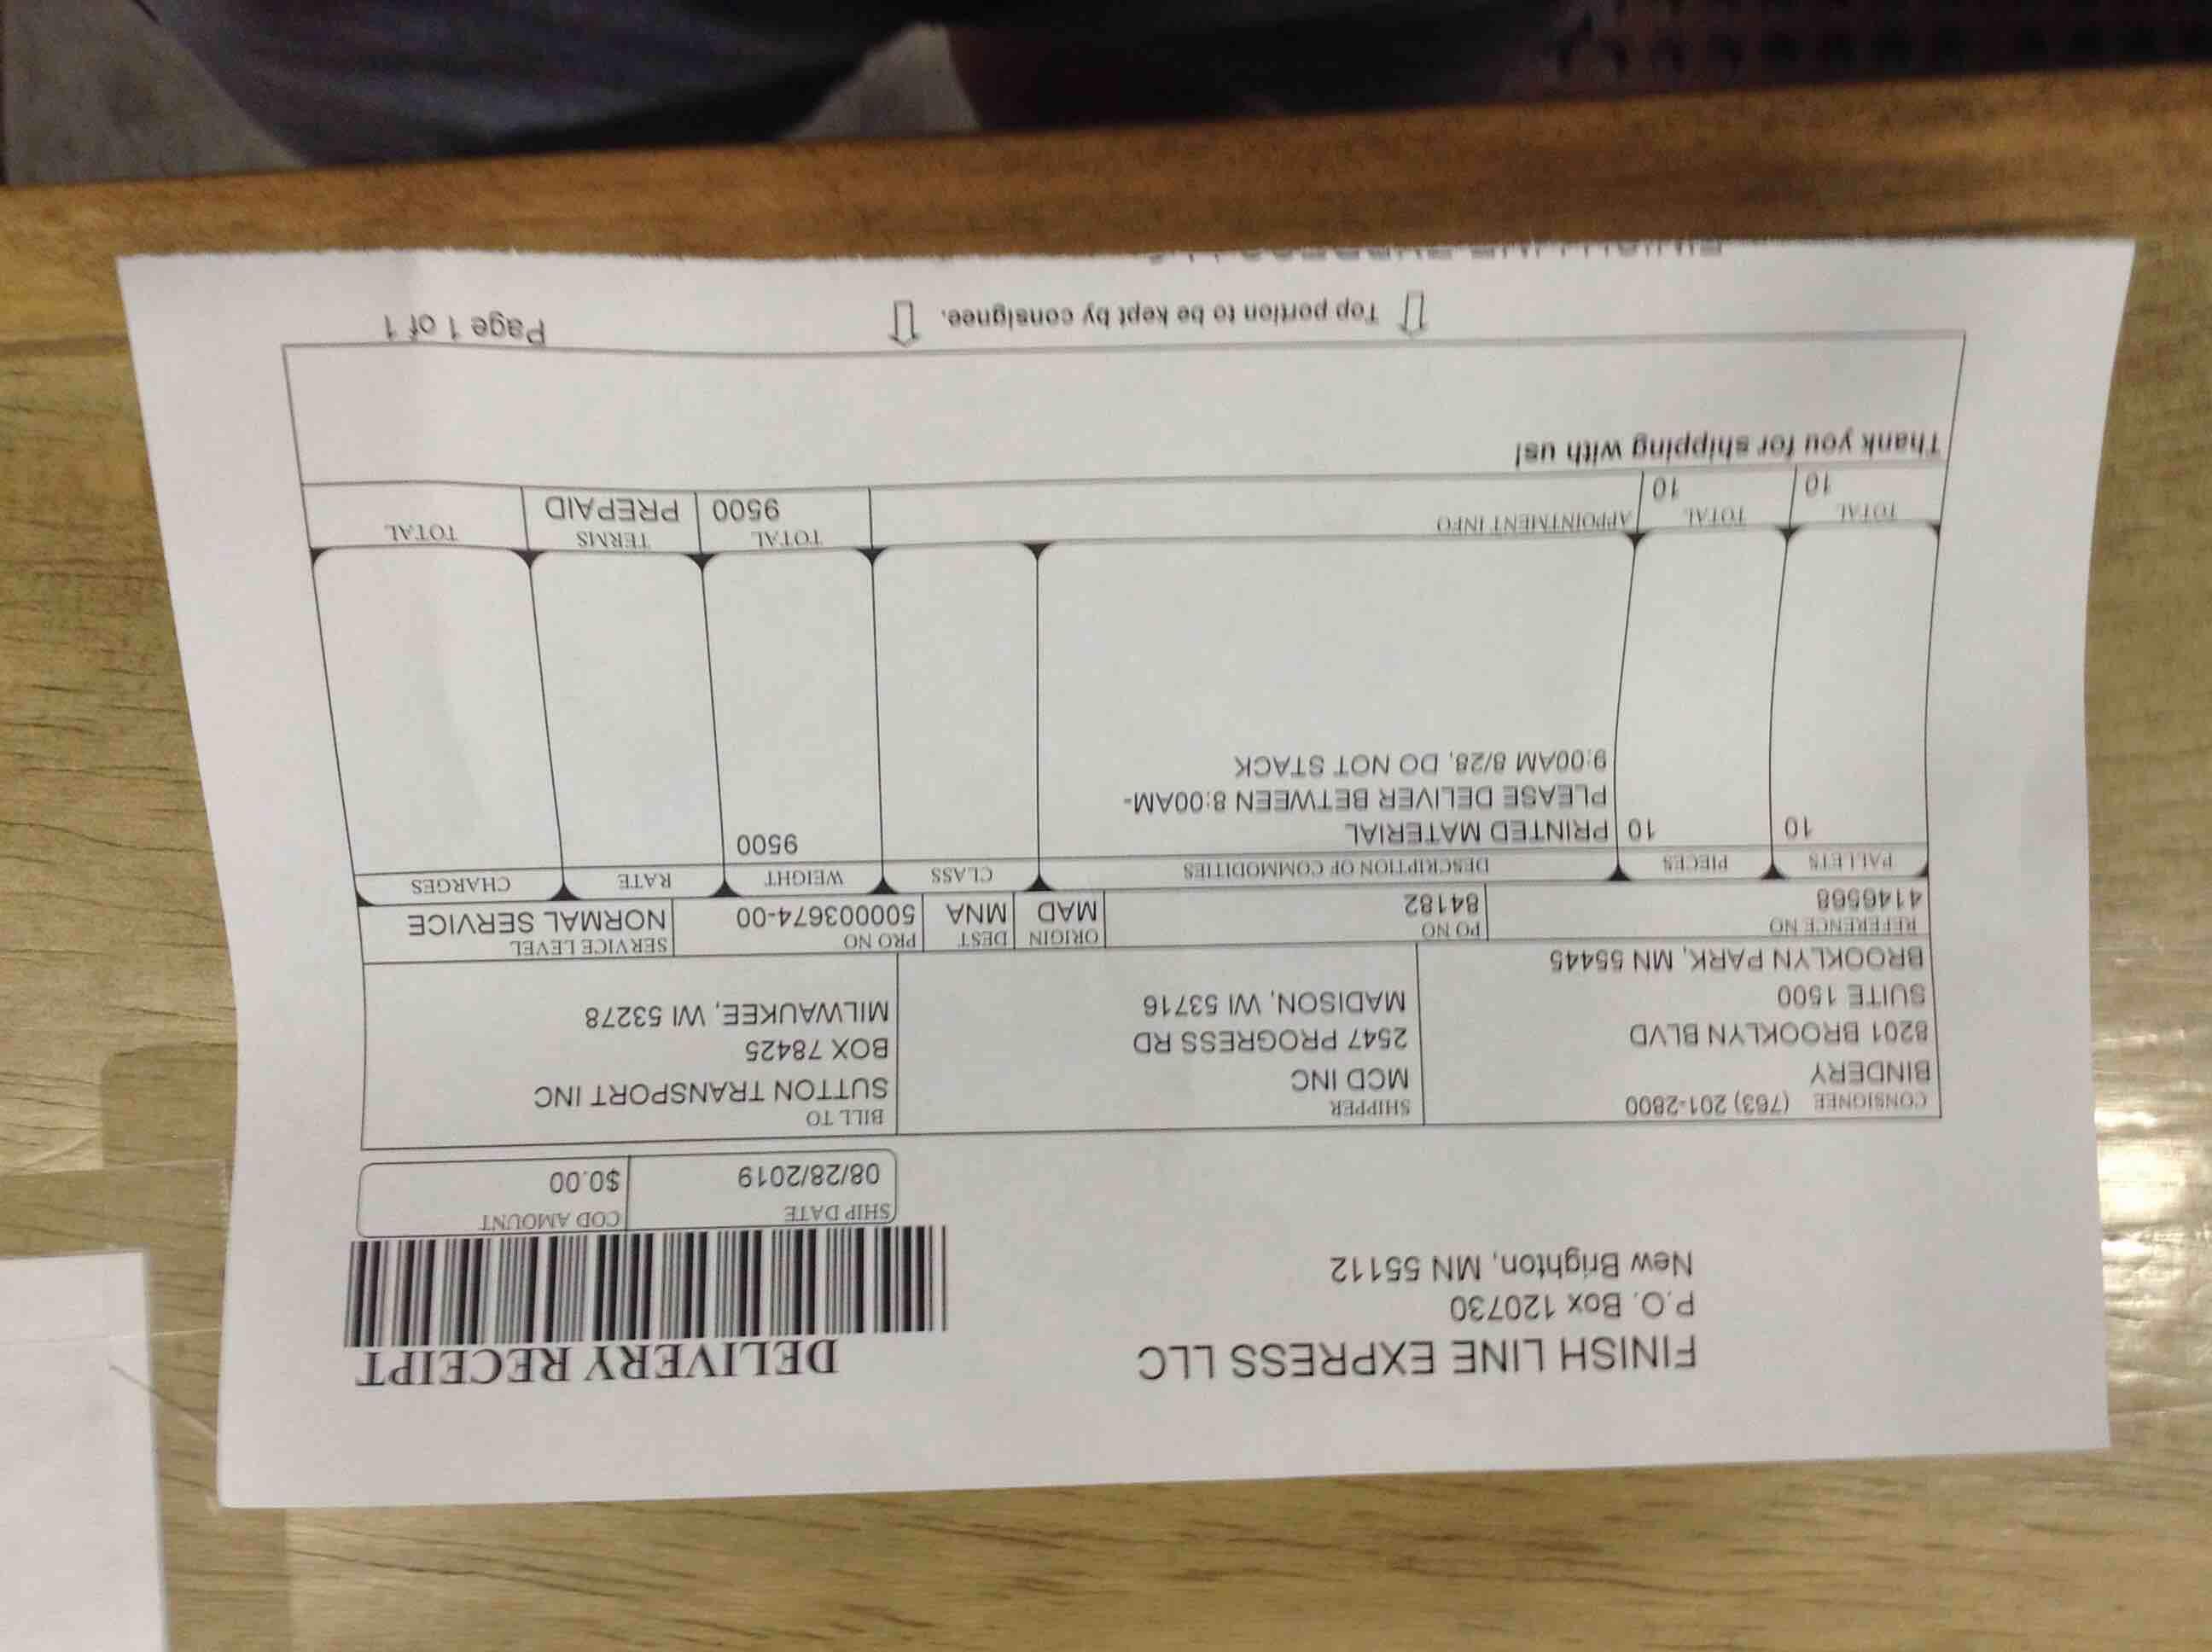 FINISH LINE EXPRESS LLC
P.O. Box 120730
New Brighton, MN 55112
DELIVERY RECEIPT
SHIP DATE
08/28/2019
COD AMOUNT
$0.00
CONSIGNEE (763) 201-2800
BINDERY
8201 BROOKLYN BLVD
SUITE 1500
BROOKLYN PARK, MN 55445
SHIPPER
MCD INC
2547 PROGRESS RD
MADISON, WI 53716
BILL TO
SUTTON TRANSPORT INC
BOX 78425
MILWAUKEE, WI 53278
REFERENCE NO
4146568
PO NO
84182
ORIGIN
MAD
DEST
MNA
PRO NO
500003674-00
SERVICE LEVEL
NORMAL SERVICE
PALLETS PIECES DESCRIPTION OF COMMODITIES CLASS WEIGHT RATE CHARGES
10 10 PRINTED MATERIAL 9500
PLEASE DELIVER BETWEEN 8:00AM-
9:00AM 8/28, DO NOT STACK
TOTAL
10
TOTAL
10
APPOINTMENT INFO
TOTAL
9500
TERMS
PREPAID
TOTAL
Thank you for shipping with us!
Top portion to be kept by consignee.
Page 1 of 1